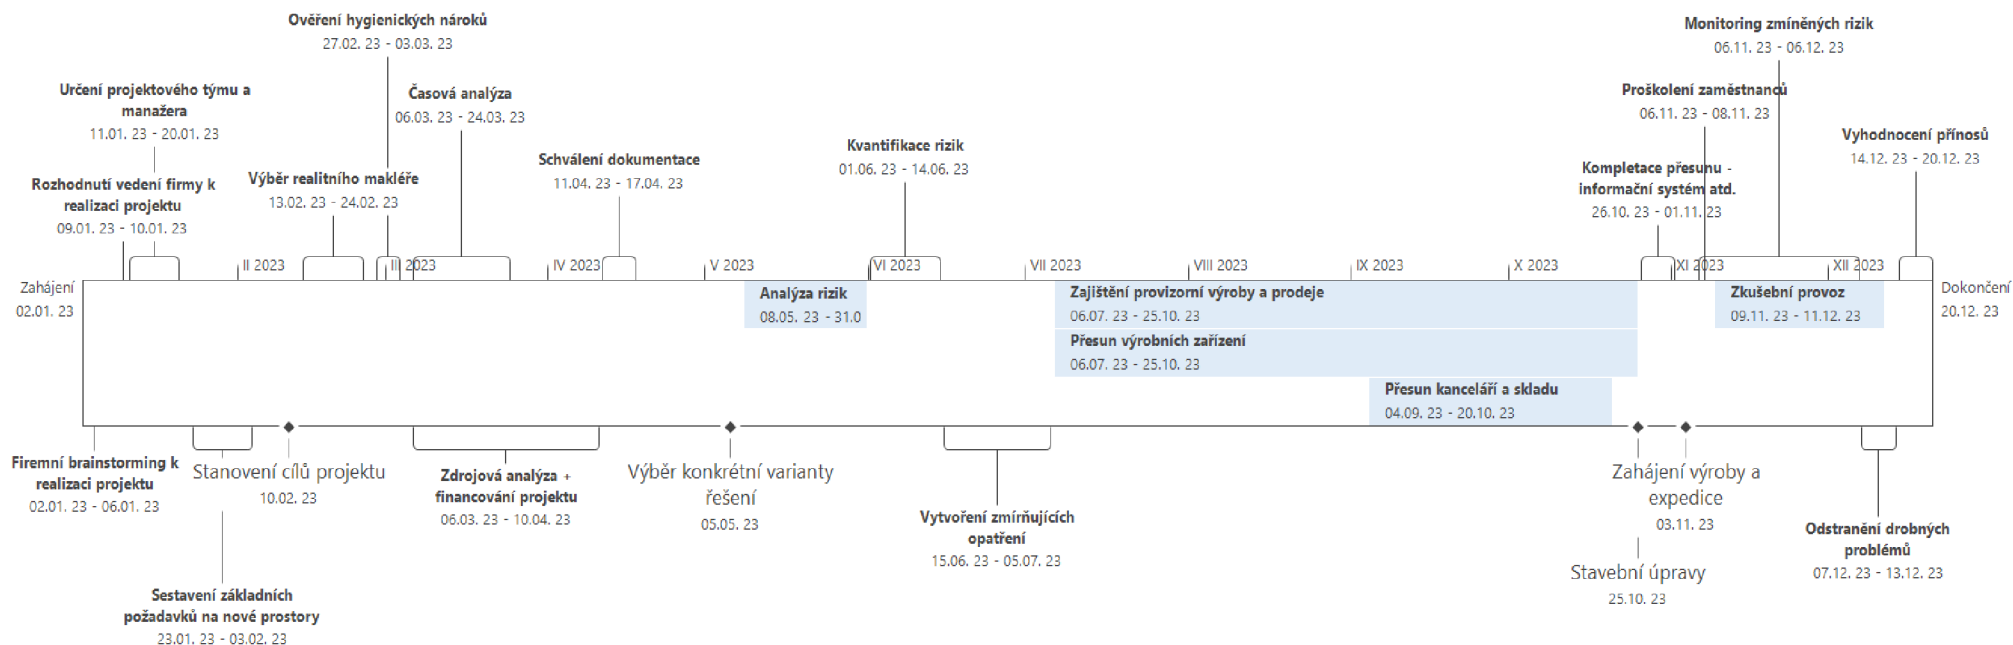 Ověření hygienických nároků
27.02. 23 - 03.03. 23
Monitoring zmíněných rizik
06.11. 23 - 06.12. 23
Určení projektového týmu a
manažera
11.01. 23 - 20.01. 23
Časová analýza
06.03. 23 - 24.03. 23
Proškolení zaměstnanců
06.11. 23 - 08.11. 23
Rozhodnutí vedení firmy k
realizaci projektu
09.01. 23 - 10.01. 23
Výběr realitního makléře
13.02. 23 - 24.02. 23
Schválení dokumentace
11.04. 23 - 17.04. 23
Kvantifikace rizik
01.06. 23 - 14.06. 23
Kompletace přesunu -
informační systém atd.
26.10. 23 - 01.11. 23
Vyhodnocení přínosů
14.12. 23 - 20.12. 23
II 2023
III 2023
IV 2023
V 2023
VI 2023
VII 2023
VIII 2023
IX 2023
X 2023
XI 2023
XII 2023
Zahájení
02.01. 23
Analýza rizik
08.05. 23 - 31.0
Zajištění provizorní výroby a prodeje
06.07. 23 - 25.10. 23
Zkušební provoz
09.11. 23 - 11.12. 23
Dokončení
20.12. 23
Přesun výrobních zařízení
06.07. 23 - 25.10. 23
Přesun kanceláří a skladu
04.09. 23 - 20.10. 23
Firemní brainstorming k
realizaci projektu
02.01. 23 - 06.01. 23
Stanovení cílů projektu
10.02. 23
Zdrojová analýza +
financování projektu
06.03. 23 - 10.04. 23
Výběr konkrétní varianty
řešení
05.05. 23
Vytvoření zmírňujících
opatření
15.06. 23 - 05.07. 23
Zahájení výroby a
expedice
03.11. 23
Stavební úpravy
25.10. 23
Odstranění drobných
problémů
07.12. 23 - 13.12. 23
Sestavení základních
požadavků na nové prostory
23.01. 23 - 03.02. 23